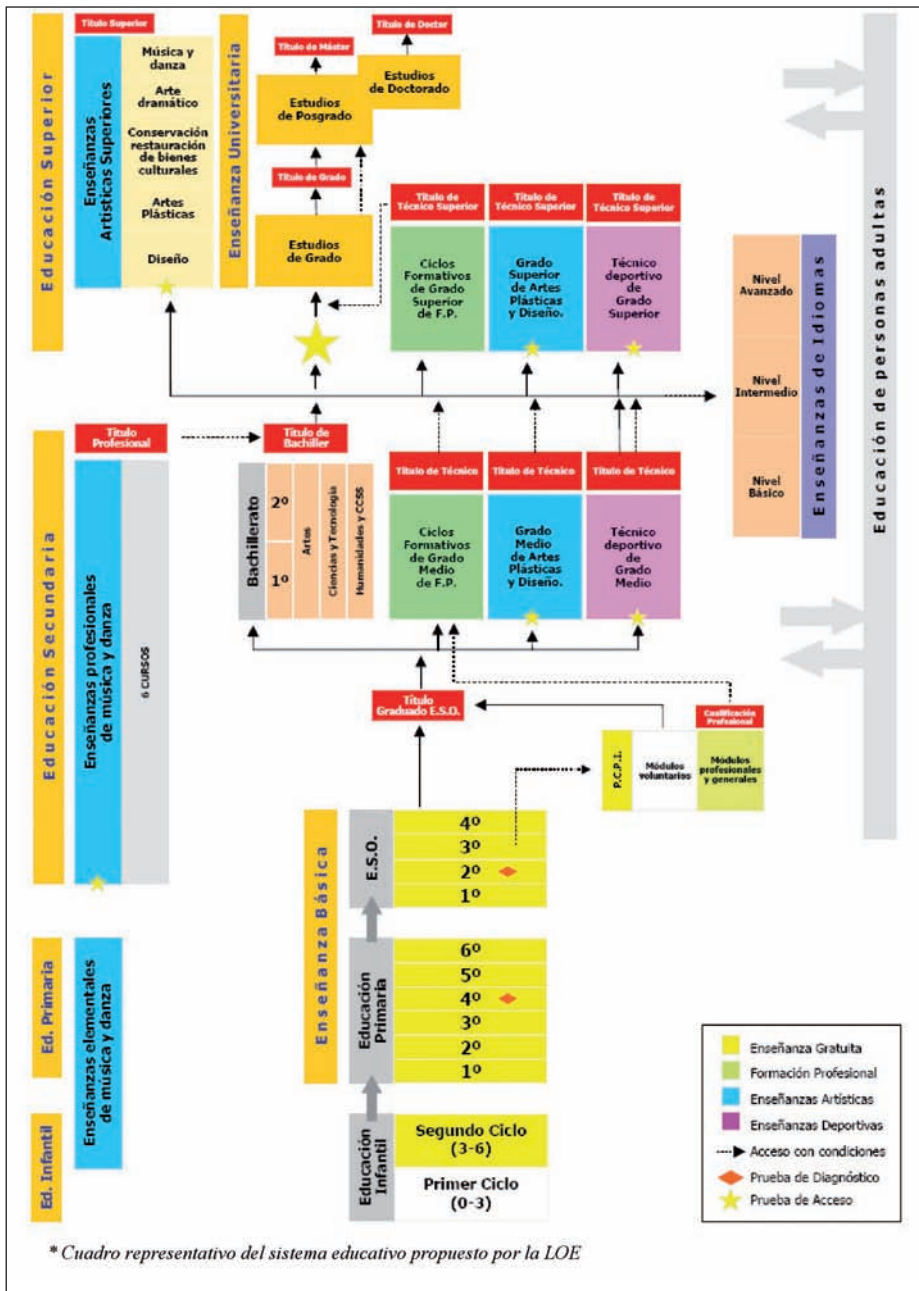 Educación Superior
Título Superior
Enseñanzas
Artísticas Superiores
Música y
danza
Arte
dramático
Conservación
restauración
de bienes
culturales
Artes
Plásticas
Diseño
Enseñanza Universitaria
Título de Máster
Título de Doctor
Estudios
de Posgrado
Estudios
de Doctorado
Título de Grado
Estudios
de Grado
Título de
Técnico Superior
Título de
Técnico Superior
Título de
Técnico Superior
Ciclos
Formativos
de Grado
Superior
de F.P.
Grado
Superior
de Artes
Plásticas
y Diseño.
Técnico
deportivo
de
Grado
Superior
Nivel
Avanzado
Nivel
Intermedio
Nivel
Básico
Enseñanzas de Idiomas
Educación de personas adultas
Educación Secundaria
Título
Profesional
Enseñanzas profesionales
de música y danza
6 CURSOS
Título de
Bachiller
Bachillerato
2º
1º
Artes
Ciencias y Tecnología
Humanidades y CCSS
Título de Técnico
Título de Técnico
Título de Técnico
Ciclos
Formativos
de Grado
Medio
de F.P.
Grado
Medio
de Artes
Plásticas
y Diseño.
Técnico
deportivo
de
Grado
Medio
Título
Graduado E.S.O.
P.C.P.I.
Módulos
voluntarios
Cualificación
Profesional
Módulos
profesionales
y generales
Enseñanza Básica
E.S.O.
4º
3º
2º
1º
Educación
Primaria
6º
5º
4º
3º
2º
1º
Educación
Infantil
Segundo Ciclo
(3-6)
Primer Ciclo
(0-3)
Ed. Primaria
Ed. Infantil
Enseñanzas elementales
de música y danza
Enseñanza Gratuita
Formación Profesional
Enseñanzas Artísticas
Enseñanzas Deportivas
Acceso con condiciones
Prueba de Diagnóstico
Prueba de Acceso
* Cuadro representativo del sistema educativo propuesto por la LOE